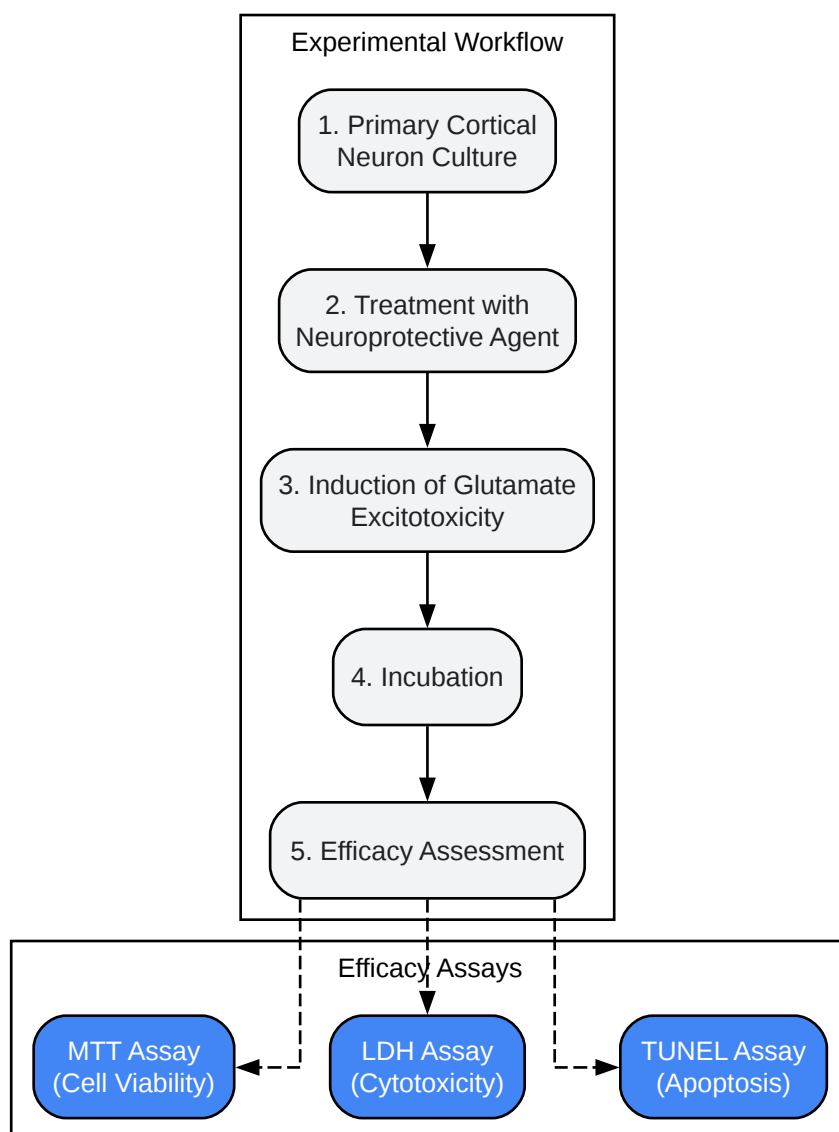 Experimental Workflow
1. Primary Cortical
Neuron Culture
2. Treatment with
Neuroprotective Agent
3. Induction of Glutamate
Excitotoxicity
4. Incubation
5. Efficacy Assessment
Efficacy Assays
MTT Assay
(Cell Viability)
LDH Assay
(Cytotoxicity)
TUNEL Assay
(Apoptosis)